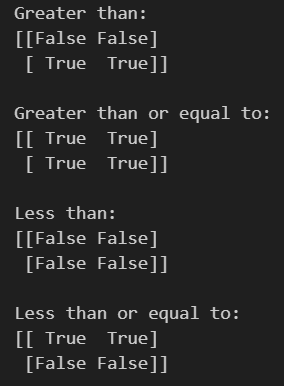 Greater than:
[[False False]
 [ True  True]]

Greater than or equal to:
[[ True  True]
 [ True  True]]

Less than:
[[False False]
 [False False]]

Less than or equal to:
[[ True  True]
 [False False]]